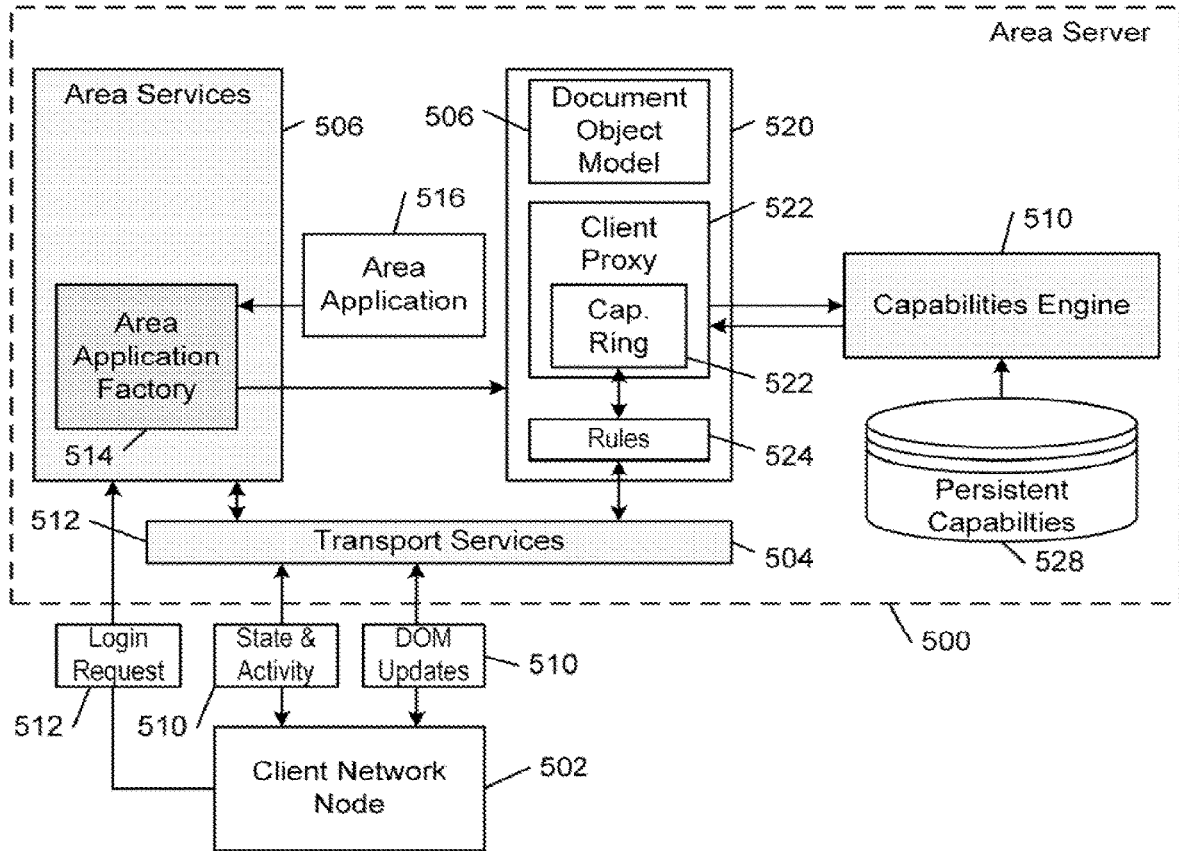 Area Server
Area Services
506
Document
Object
Model
506
520
516
Area
Application
Client
Proxy
522
Cap.
Ring
522
510
Capabilities Engine
Area
Application
Factory
514
Rules
524
Persistent
Capabilties
528
512
Transport Services
504
500
Login
Request
512
State &
Activity
510
DOM
Updates
510
Client Network
Node
502